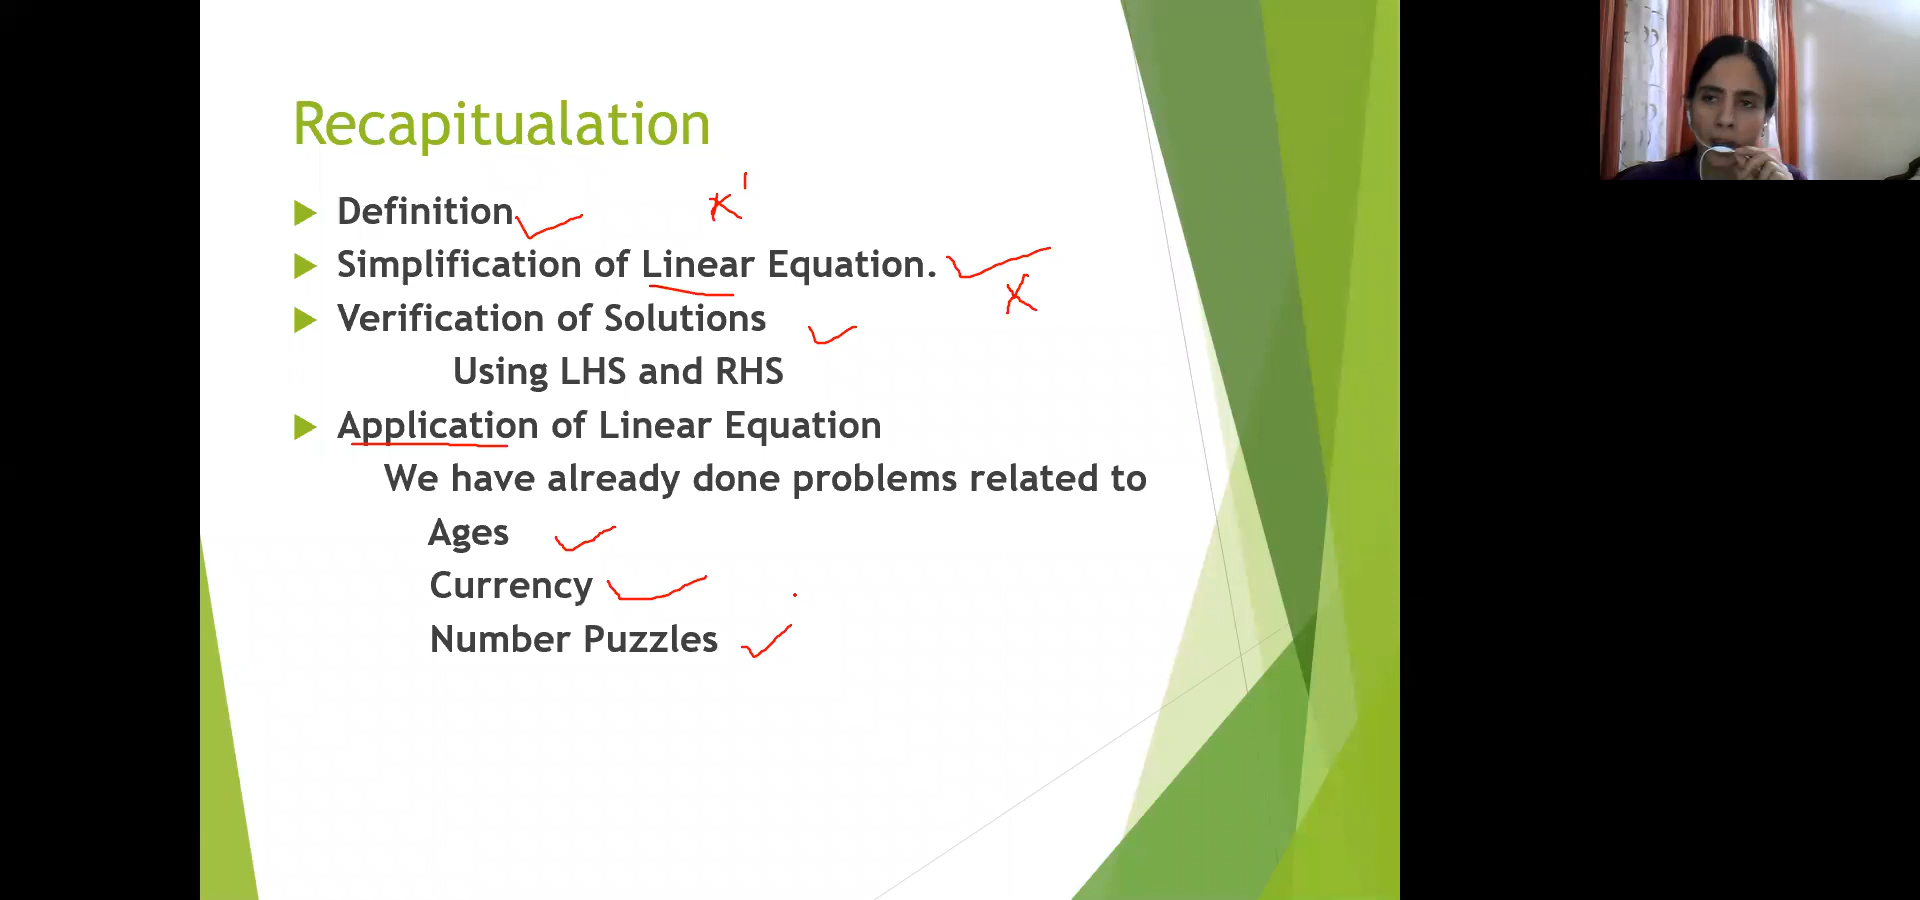 Recapitualation
Definition x¹
Simplification of Linear Equation.
x
Verification of Solutions
Using LHS and RHS
Application of Linear Equation
We have already done problems related to
Ages
Currency
Number Puzzles